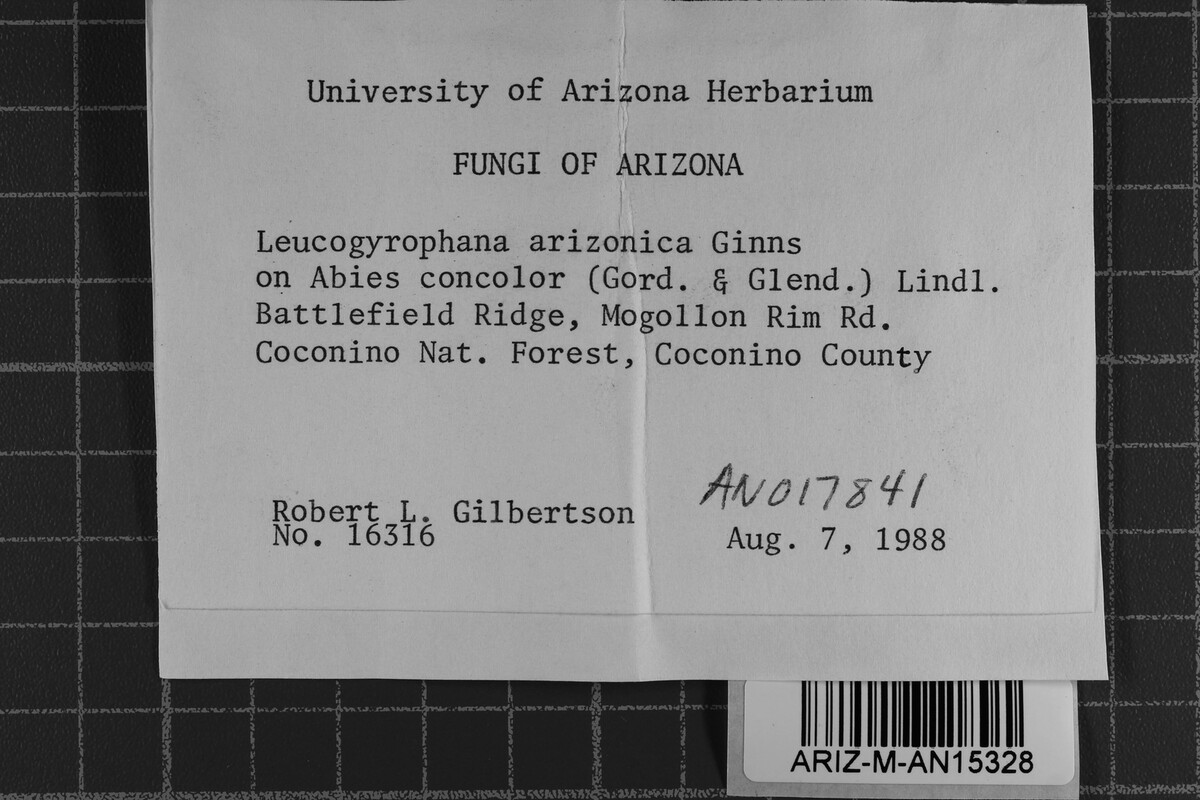 University of Arizona Herbarium
FUNGI OF ARIZONA
Leucogyrophana arizonica Ginns
on Abies concolor (Gord. & Glend.) Lindl.
Battlefield Ridge, Mogollon Rim Rd.
Coconino Nat. Forest, Coconino County
AN017841
Robert L. Gilbertson
No. 16316
Aug. 7, 1988
ARIZ-M-AN15328